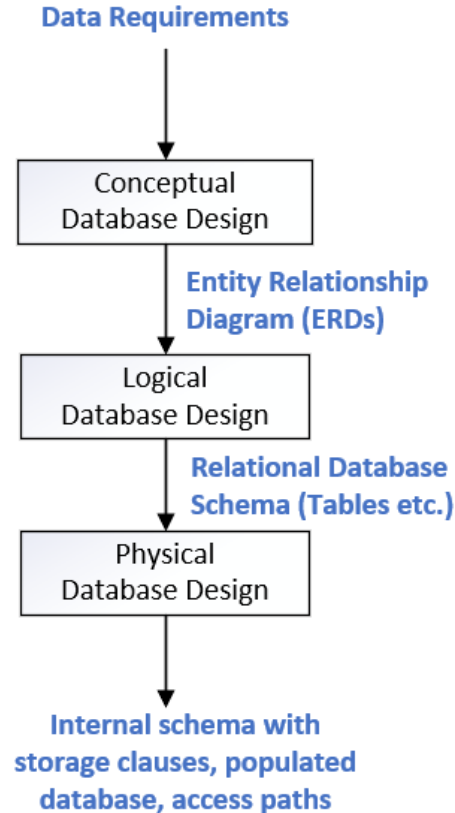 Data Requirements
Conceptual
Database Design
Entity Relationship
Diagram (ERDs)
Logical
Database Design
Relational Database
Schema (Tables etc.)
Physical
Database Design
Internal schema with
storage clauses, populated
database, access paths